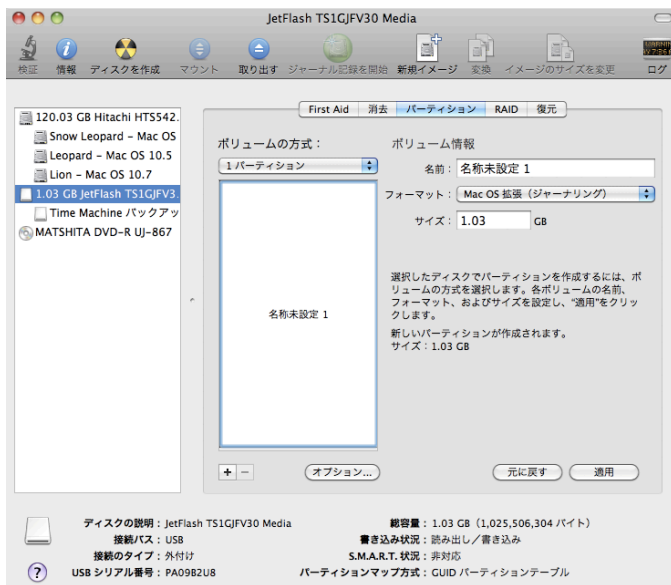 JetFlash TS1GJFV30 Media
検証 情報 ディスクを作成 マウント 取り出す ジャーナル記録を開始 新規イメージ 変換 イメージのサイズを変更 ログ
120.03 GB Hitachi HTS542.
Snow Leopard – Mac OS
Leopard – Mac OS 10.5
Lion – Mac OS 10.7
1.03 GB JetFlash TS1GJFV3.
Time Machine バックアッ
MATSHITA DVD-R UJ-867
First Aid 消去 パーティション RAID 復元
ボリュームの方式：
1 パーティション
名称未設定 1
ボリューム情報
名前：名称未設定 1
フォーマット：Mac OS 拡張（ジャーナリング）
サイズ：1.03 GB
選択したディスクでパーティションを作成するには、ボ
リュームの方式を選択します。各ボリュームの名前、
フォーマット、およびサイズを設定し、“適用”をクリッ
クします。
新しいパーティションが作成されます。
サイズ：1.03 GB
+ −
オプション...
元に戻す 適用
ディスクの説明：JetFlash TS1GJFV30 Media
接続バス：USB
接続のタイプ：外付け
USB シリアル番号：PA09B2U8
総容量：1.03 GB（1,025,506,304 バイト）
書き込み状況：読み出し／書き込み
S.M.A.R.T. 状況：非対応
パーティションマップ方式：GUID パーティションテーブル
?